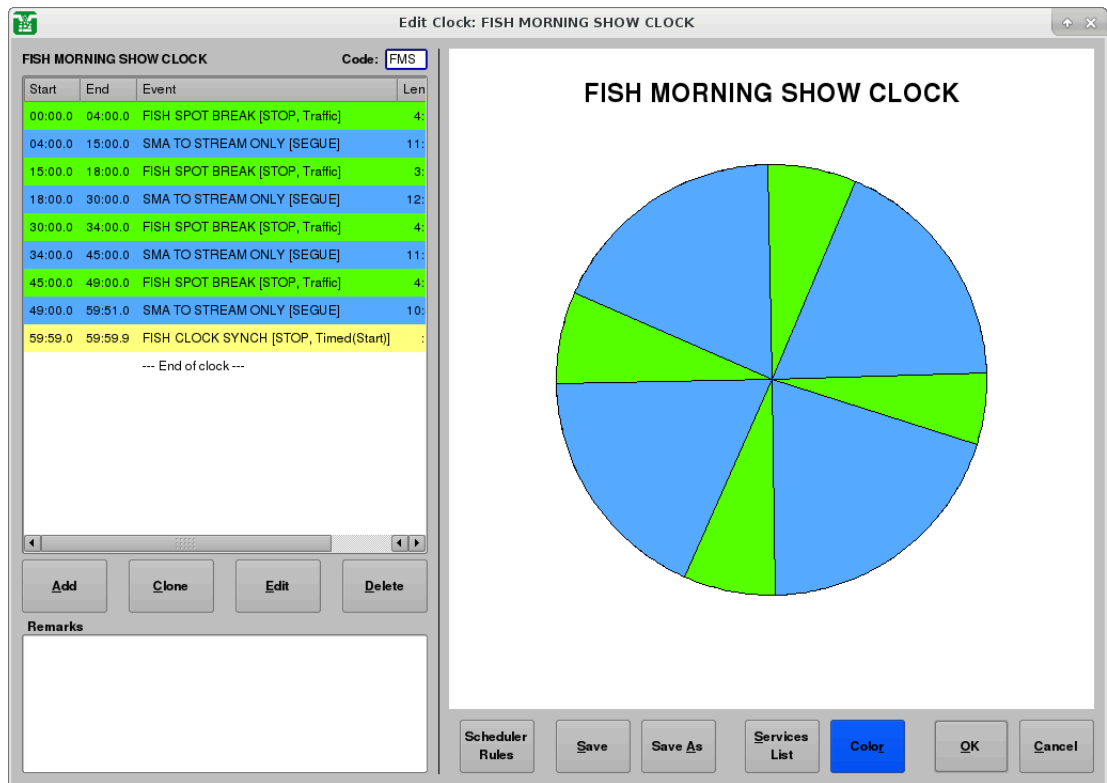 Edit Clock: FISH MORNING SHOW CLOCK
FISH MORNING SHOW CLOCK Code: FMS
Start End Event Len
00:00.0 04:00.0 FISH SPOT BREAK [STOP, Traffic] 4:
04:00.0 15:00.0 SMA TO STREAM ONLY [SEGUE] 11:
15:00.0 18:00.0 FISH SPOT BREAK [STOP, Traffic] 3:
18:00.0 30:00.0 SMA TO STREAM ONLY [SEGUE] 12:
30:00.0 34:00.0 FISH SPOT BREAK [STOP, Traffic] 4:
34:00.0 45:00.0 SMA TO STREAM ONLY [SEGUE] 11:
45:00.0 49:00.0 FISH SPOT BREAK [STOP, Traffic] 4:
49:00.0 59:51.0 SMA TO STREAM ONLY [SEGUE] 10:
59:59.0 59:59.9 FISH CLOCK SYNCH [STOP, Timed(Start)] :
--- End of clock ---
Add Clone Edit Delete
Remarks
FISH MORNING SHOW CLOCK
Scheduler Rules
Save
Save As
Services List
Color
OK
Cancel